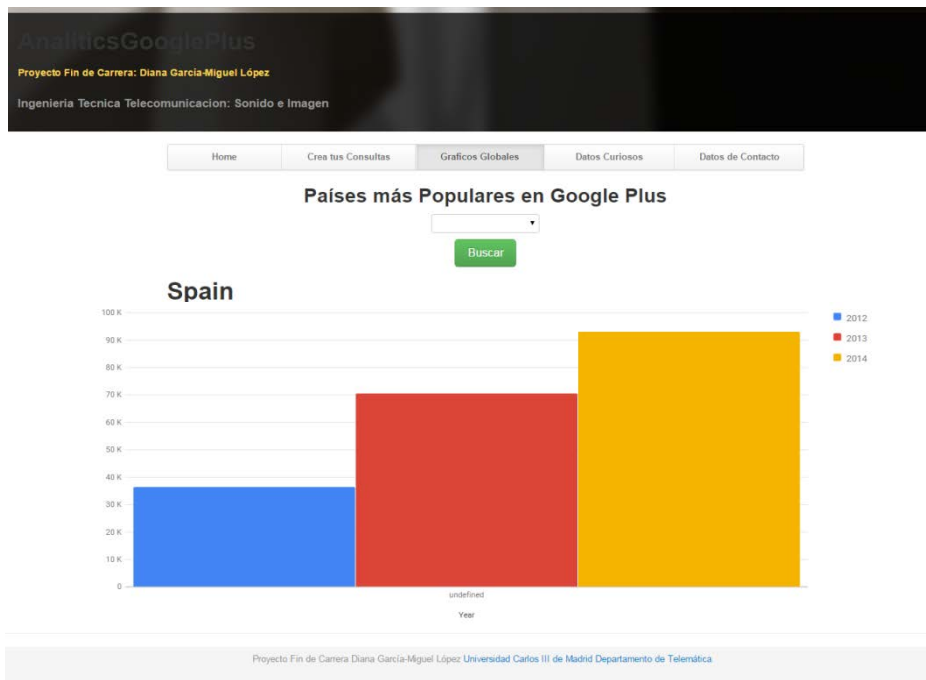 AnaliticsGooglePlus
Proyecto Fin de Carrera: Diana García-Miguel López
Ingenieria Tecnica Telecomunicacion: Sonido e Imagen
Home Crea tus Consultas Graficos Globales Datos Curiosos Datos de Contacto
Países más Populares en Google Plus
Buscar
Spain
100 K
90 K
80 K
70 K
60 K
50 K
40 K
30 K
20 K
10 K
0
2012
2013
2014
undefined
Year
Proyecto Fin de Carrera Diana García-Miguel López Universidad Carlos III de Madrid Departamento de Telemática